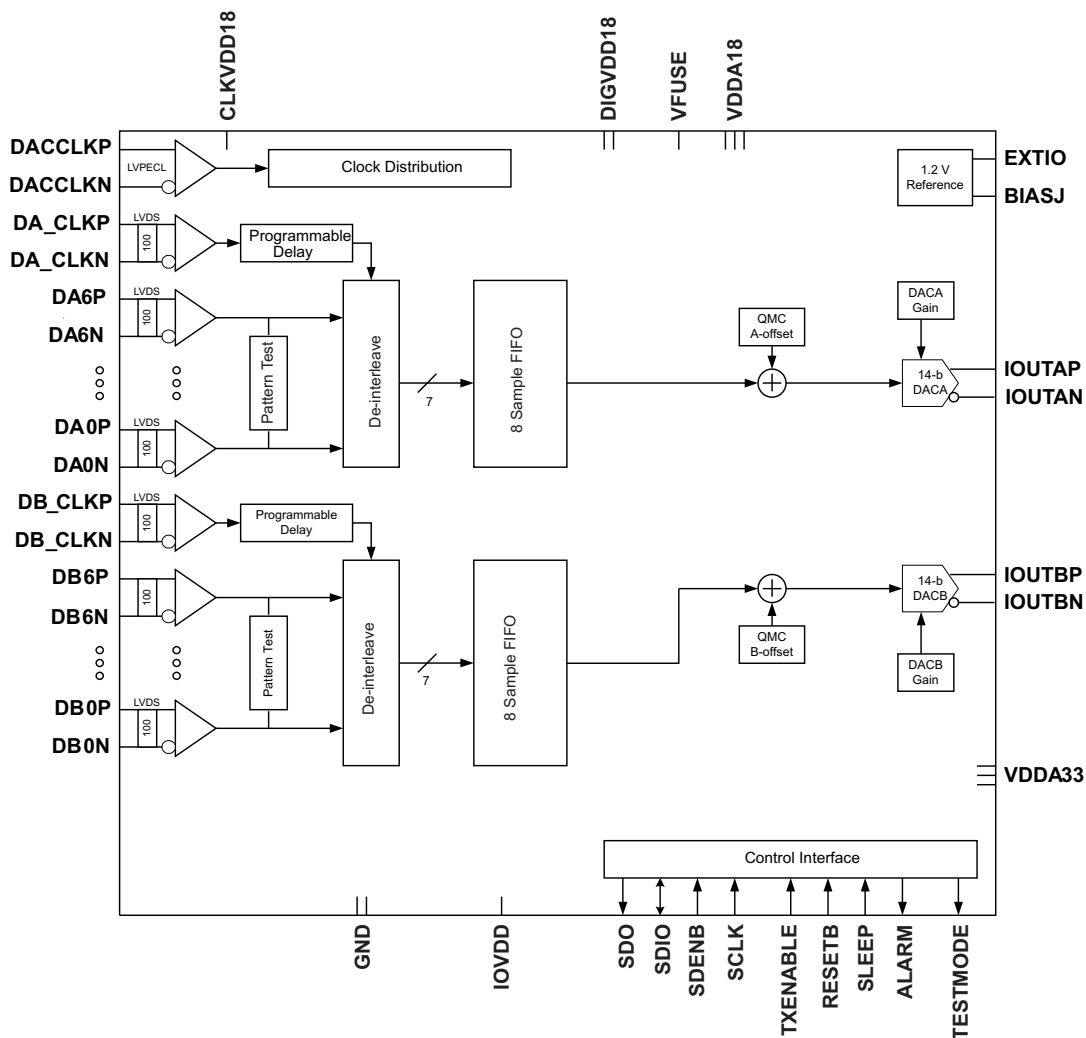 CLKVDD18
DIGVDD18
VFUSE
VDDA18
DACCLKP
LVPECL
DACCLKN
Clock Distribution
1.2 V
Reference
EXTIO
BIASJ
DA_CLKP
LVDS
100
DA_CLKN
Programmable
Delay
DA6P
LVDS
100
DA6N
Pattern Test
De-interleave
7
8 Sample FIFO
QMC
A-offset
DACA
Gain
14-b
DACA
IOUTAP
IOUTAN
DA0P
LVDS
100
DA0N
DB_CLKP
LVDS
100
DB_CLKN
Programmable
Delay
DB6P
LVDS
100
DB6N
Pattern Test
De-interleave
7
8 Sample FIFO
QMC
B-offset
14-b
DACB
DACB
Gain
IOUTBP
IOUTBN
DB0P
LVDS
100
DB0N
VDDA33
Control Interface
GND
IOVDD
SDO
SDIO
SDENB
SCLK
TXENABLE
RESETB
SLEEP
ALARM
TESTMODE